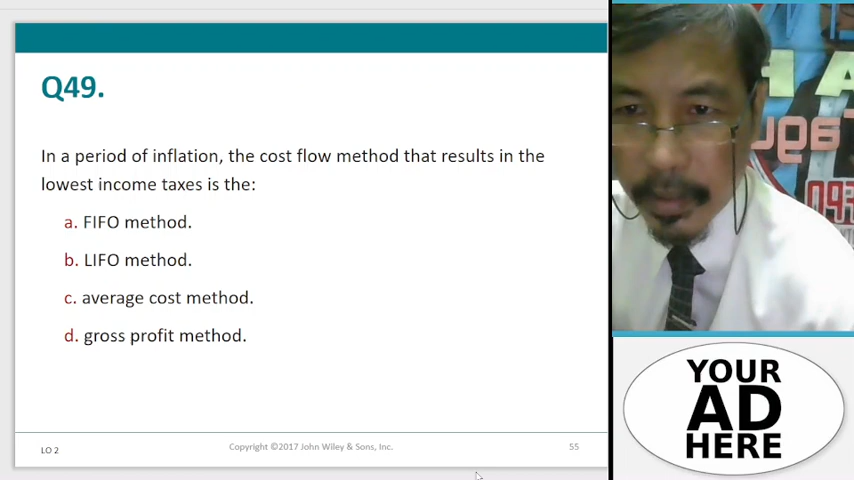 Q49.
In a period of inflation, the cost flow method that results in the
lowest income taxes is the:
a. FIFO method.
b. LIFO method.
c. average cost method.
d. gross profit method.
LO 2
Copyright ©2017 John Wiley & Sons, Inc.
55
HA
YOUR
AD
HERE